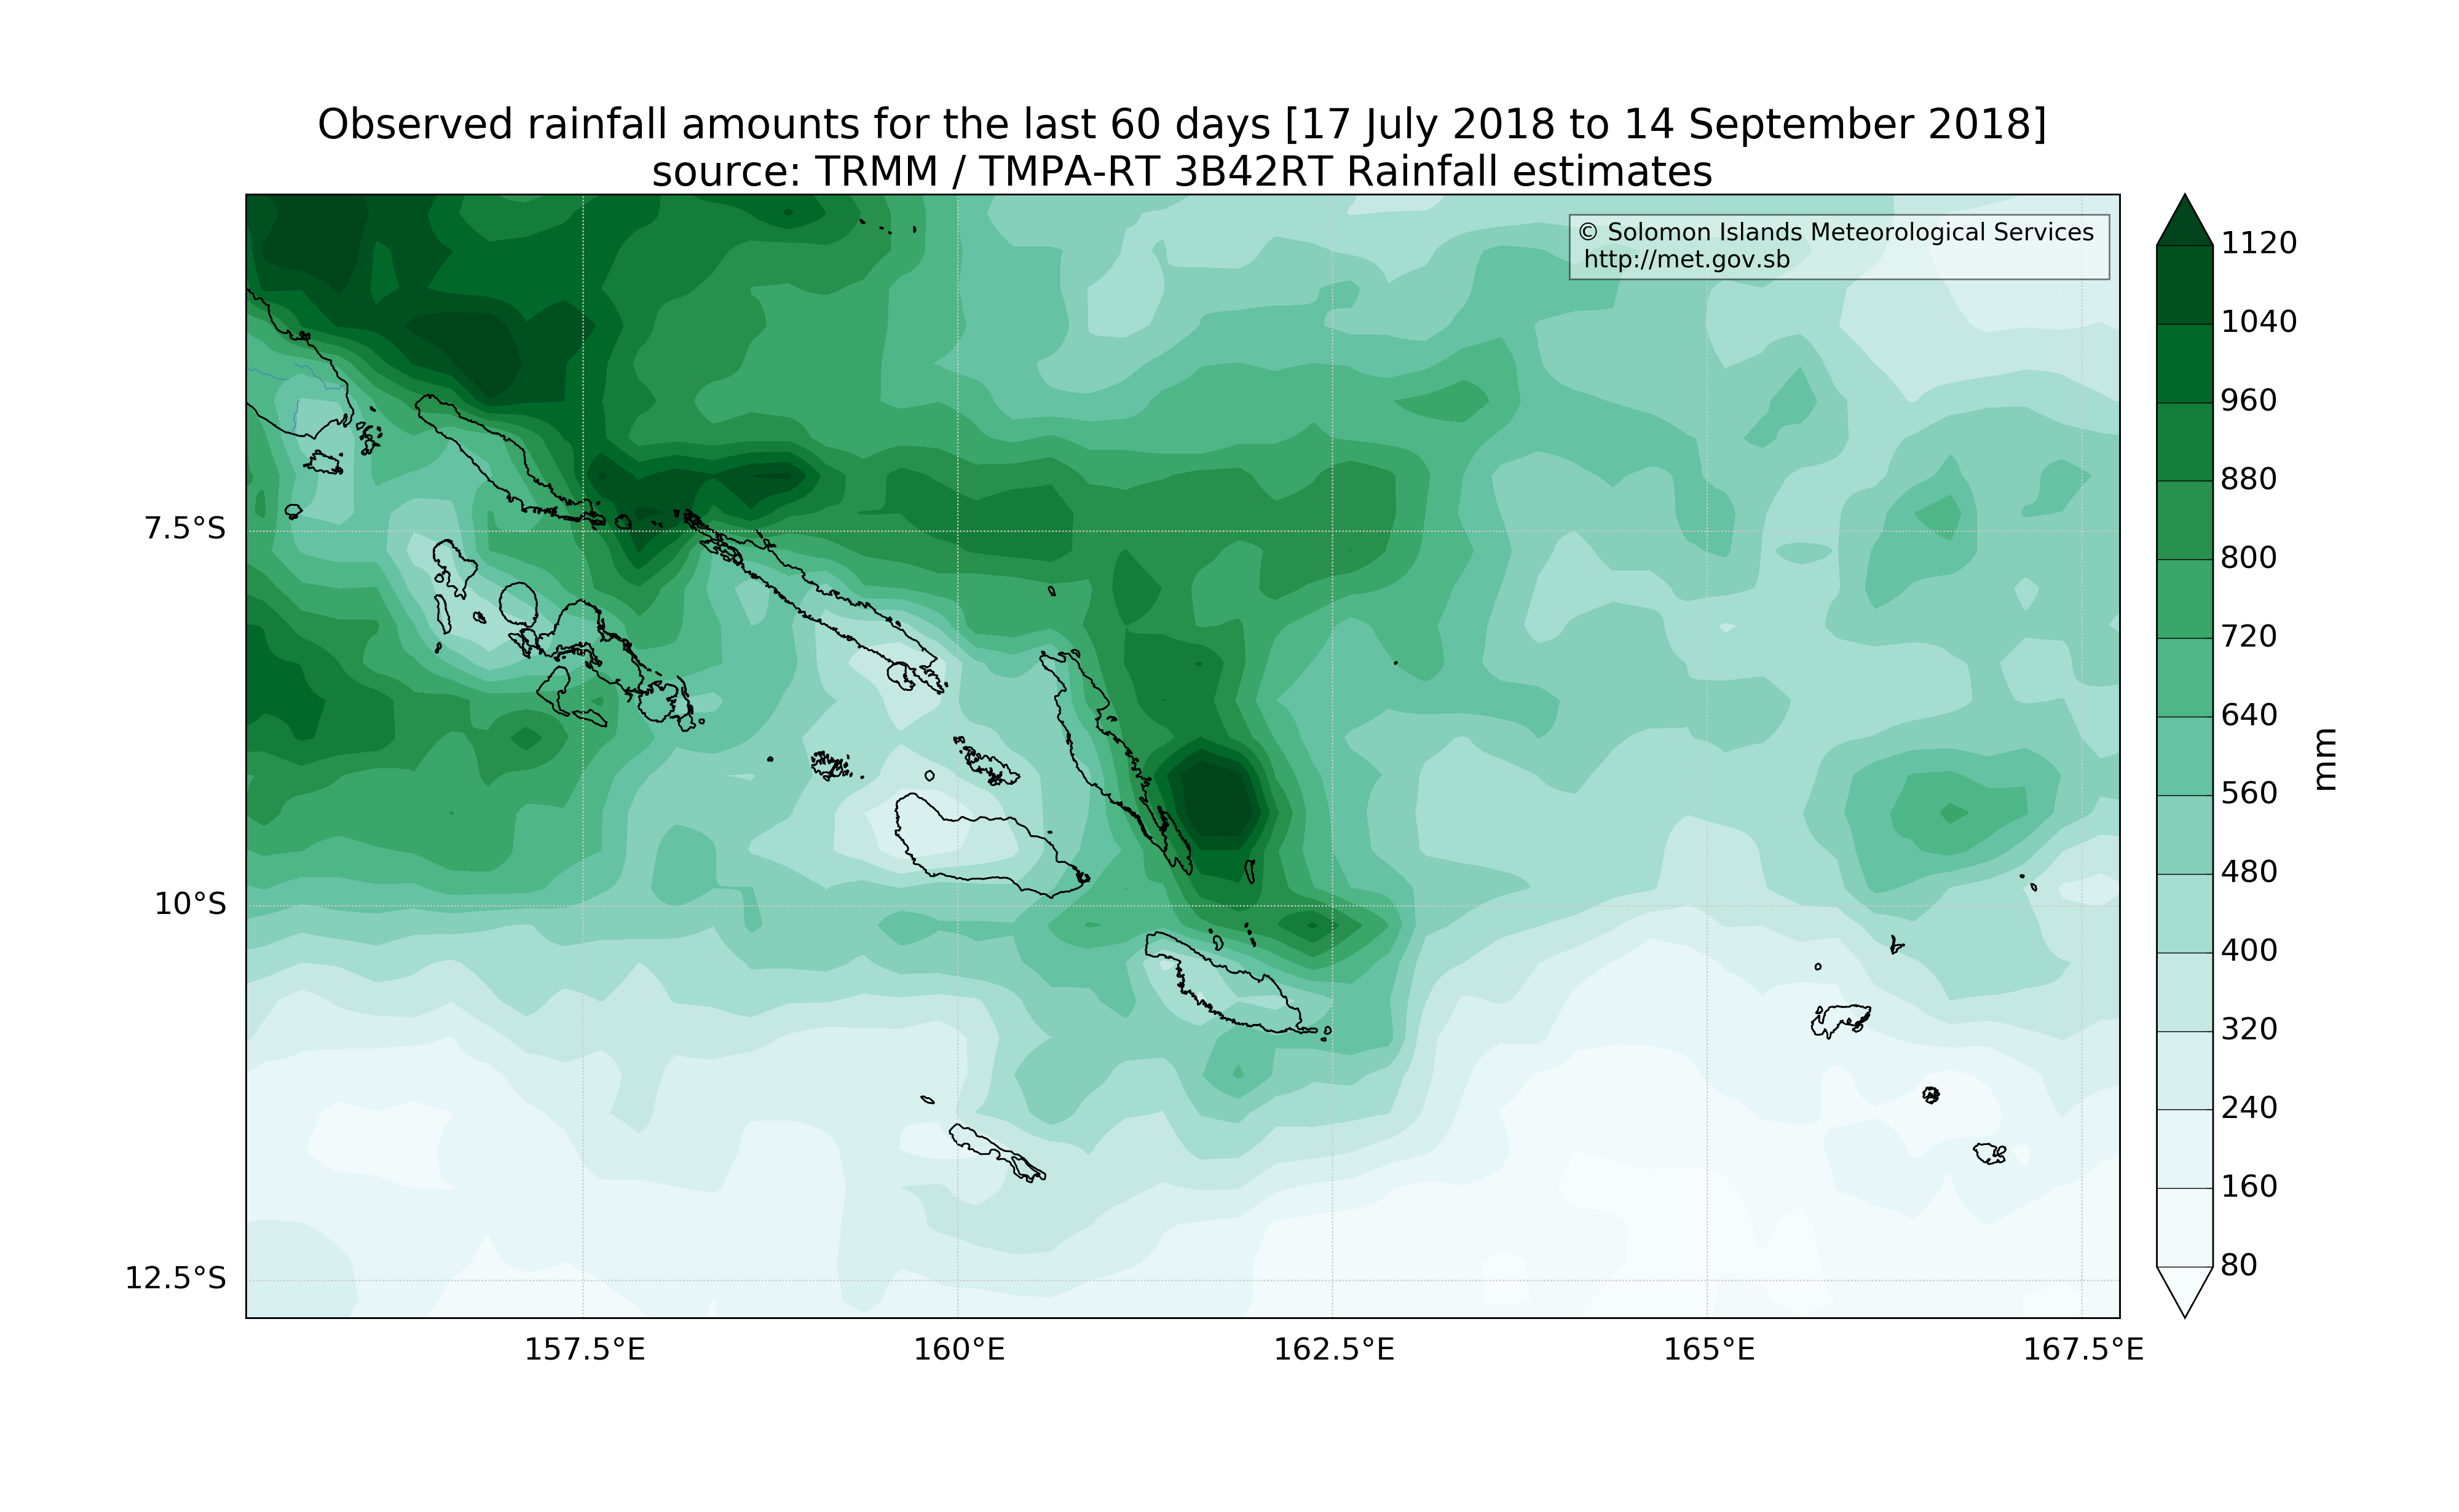 Observed rainfall amounts for the last 60 days [17 July 2018 to 14 September 2018]
source: TRMM / TMPA-RT 3B42RT Rainfall estimates
© Solomon Islands Meteorological Services
http://met.gov.sb
7.5°S
10°S
12.5°S
157.5°E
160°E
162.5°E
165°E
167.5°E
1120
1040
960
880
800
720
640
560
480
400
320
240
160
80
mm